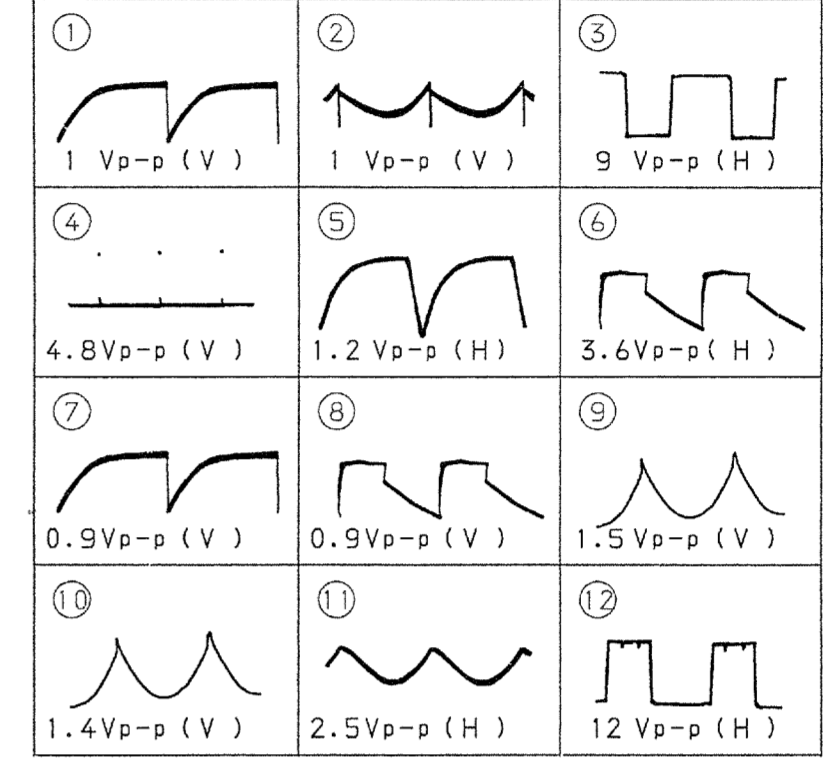 ① ② ③
1 Vp-p ( V ) 1 Vp-p ( V ) 9 Vp-p ( H )
④ ⑤ ⑥
4.8Vp-p ( V ) 1.2 Vp-p ( H ) 3.6Vp-p( H )
⑦ ⑧ ⑨
0.9Vp-p ( V ) 0.9Vp-p ( V ) 1.5 Vp-p ( V )
⑩ ⑪ ⑫
1.4Vp-p ( V ) 2.5Vp-p ( H ) 12 Vp-p ( H )